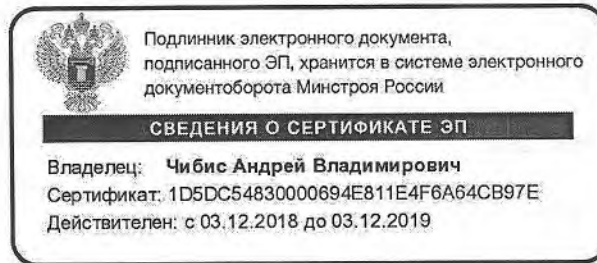 Подлинник электронного документа,
подписанного ЭП, хранится в системе электронного
документоборота Минстроя России
СВЕДЕНИЯ О СЕРТИФИКАТЕ ЭП
Владелец: Чибис Андрей Владимирович
Сертификат: 1D5DC54830000694E811E4F6A64CB97E
Действителен: с 03.12.2018 до 03.12.2019